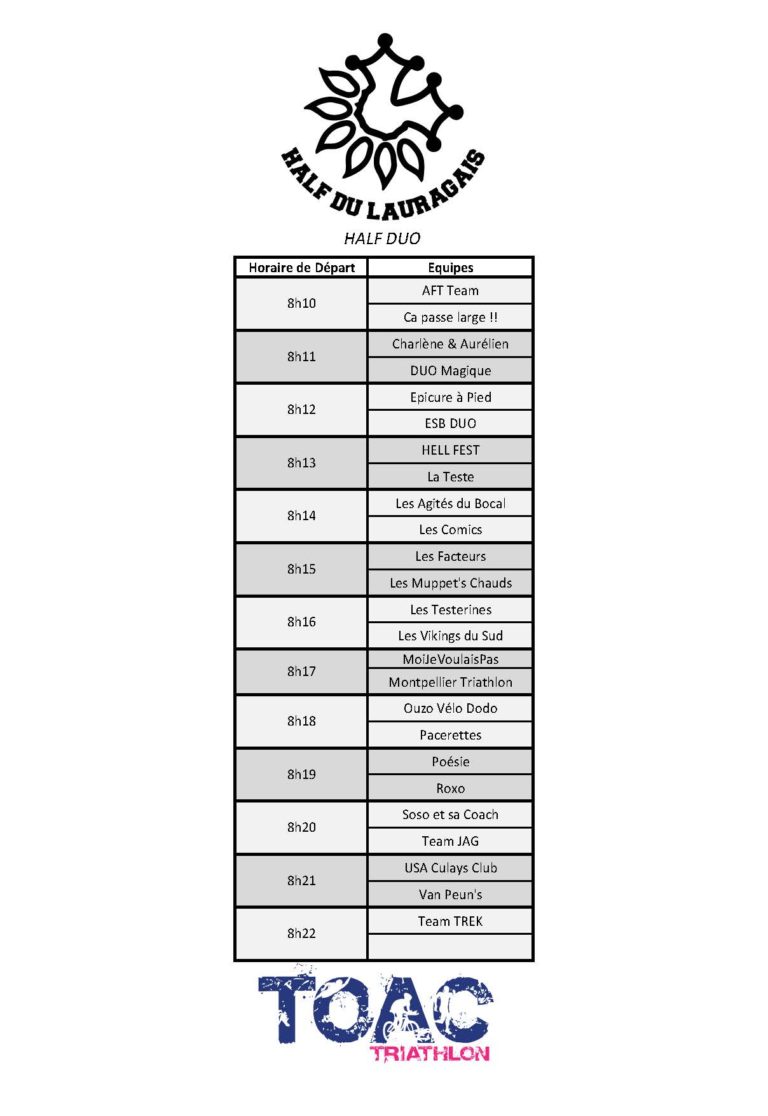 HALF DU LAURAGAIS
HALF DUO
Horaire de Départ Equipes
8h10
AFT Team
Ca passe large !!
8h11
Charlène & Aurélien
DUO Magique
8h12
Epicure à Pied
ESB DUO
8h13
HELL FEST
La Teste
8h14
Les Agités du Bocal
Les Comics
8h15
Les Facteurs
Les Muppet's Chauds
8h16
Les Testerines
Les Vikings du Sud
8h17
MoiJeVoulaisPas
Montpellier Triathlon
8h18
Ouzo Vélo Dodo
Pacerettes
8h19
Poésie
Roxo
8h20
Soso et sa Coach
Team JAG
8h21
USA Culays Club
Van Peun's
8h22
Team TREK
TOAC
TRIATHLON